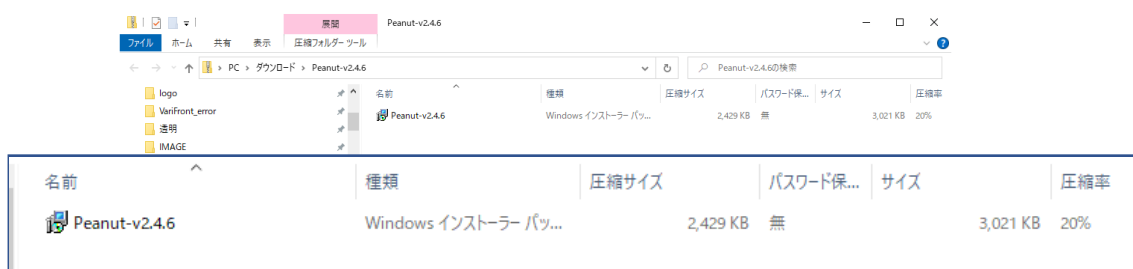 展開 Peanut-v2.4.6
ファイル ホーム 共有 表示 圧縮フォルダー ツール
PC › ダウンロード › Peanut-v2.4.6 Peanut-v2.4.6の検索
logo
VariFront_error
透明
IMAGE
名前 種類 圧縮サイズ パスワード保... サイズ 圧縮率
Peanut-v2.4.6 Windows インストーラー パッ... 2,429 KB 無 3,021 KB 20%
名前 種類 圧縮サイズ パスワード保... サイズ 圧縮率
Peanut-v2.4.6 Windows インストーラー パッ... 2,429 KB 無 3,021 KB 20%